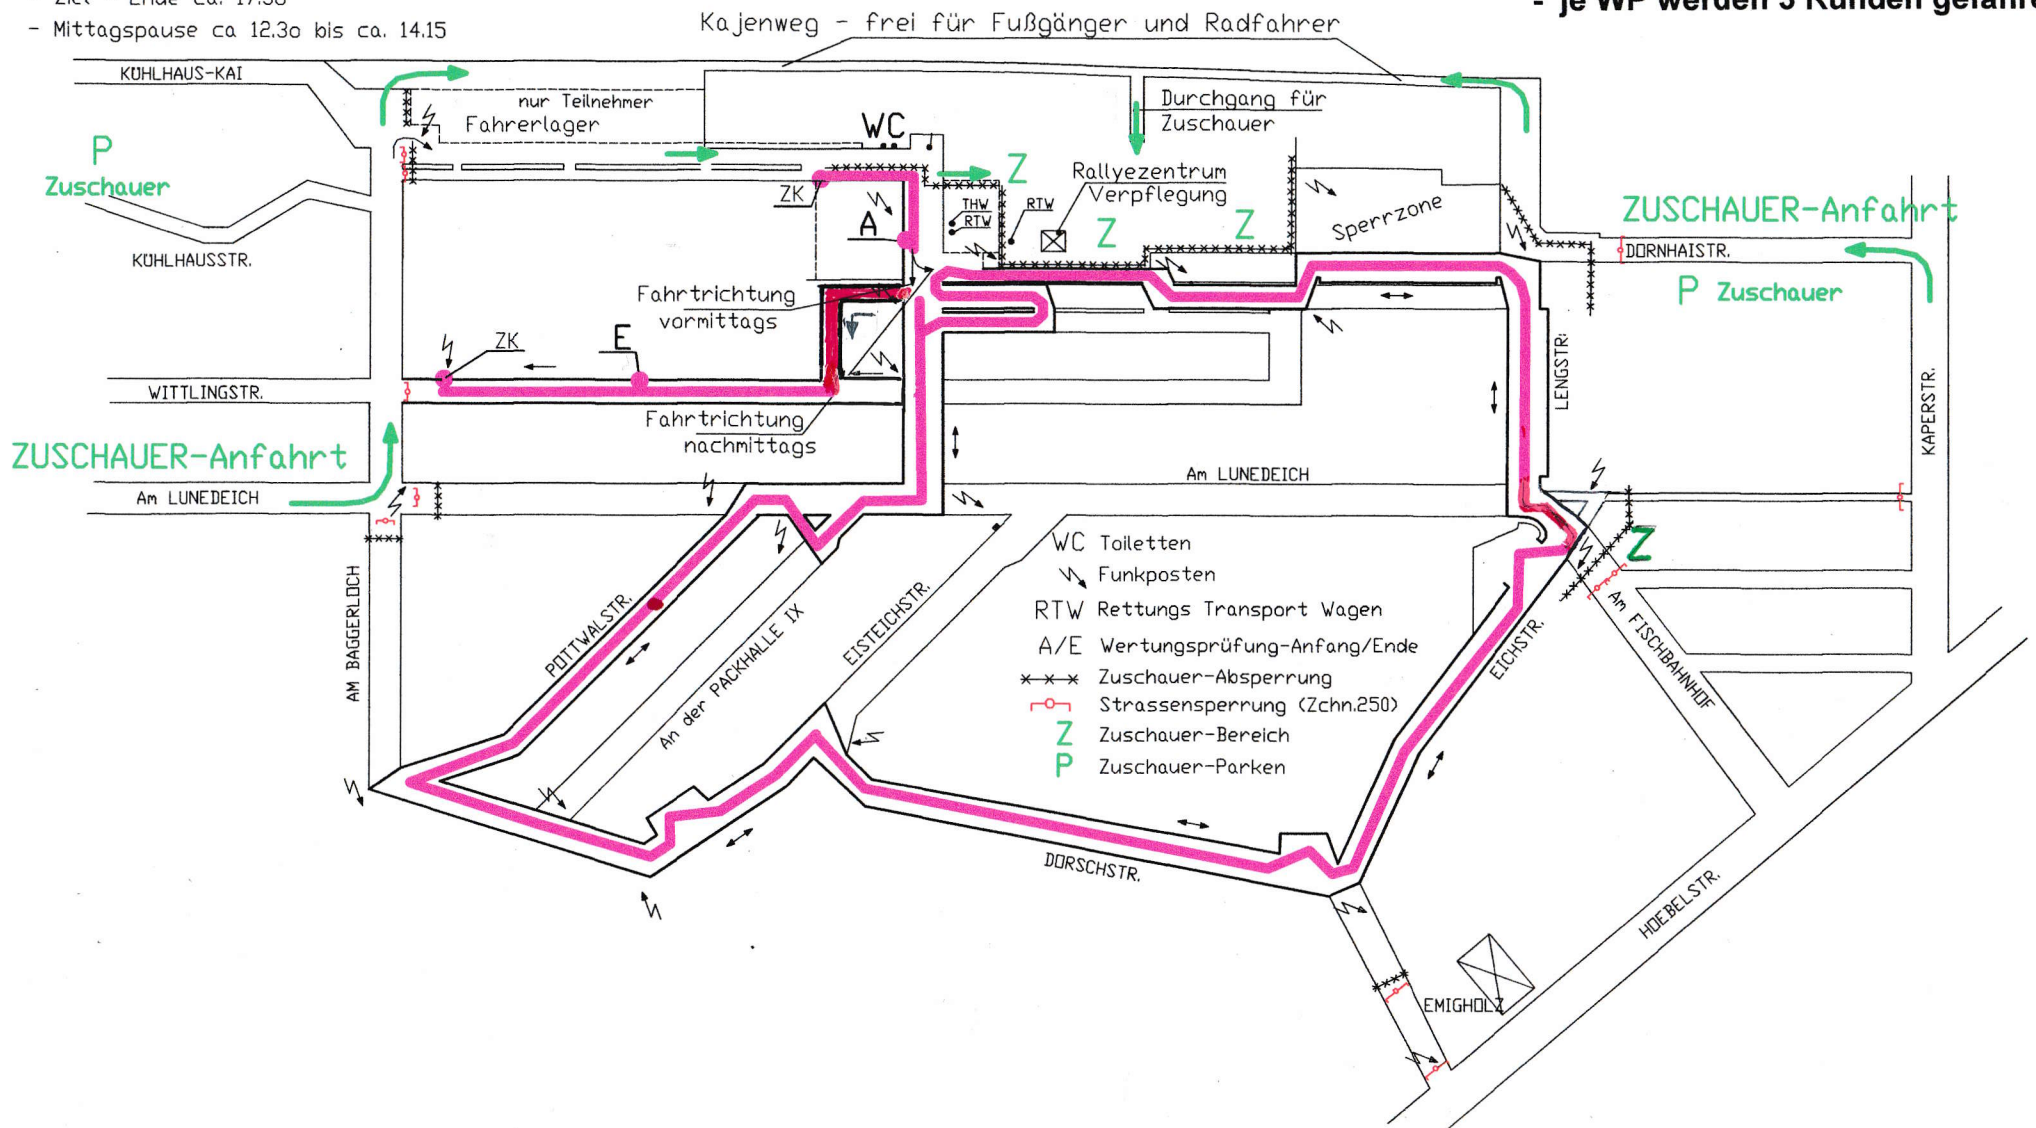 - Mittagspause ca 12.3o bis ca. 14.15
Kajenweg - frei für Fußgänger und Radfahrer
KÜHLHAUS-KAI
nur Teilnehmer
Fahrerlager
WC
Durchgang für
Zuschauer
P
Zuschauer
ZK
A
THW
RTW
RTW
Z
Rallyezentrum
Verpflegung
Z
Z
Sperrzone
ZUSCHAUER-Anfahrt
DORNHAISTR.
P Zuschauer
KÜHLHAUSSTR.
Fahrtrichtung
vormittags
ZK
E
WITTLINGSTR.
Fahrtrichtung
nachmittags
LENGSTR.
KAPERSTR.
ZUSCHAUER-Anfahrt
Am LUNEDEICH
Am LUNEDEICH
Z
AM BAGGERLOCH
POTTWALSTR.
An der PACKHALLE IX
EISTEICHSTR.
WC Toiletten
Funkposten
RTW Rettungs Transport Wagen
A/E Wertungsprüfung-Anfang/Ende
Zuschauer-Absperrung
Strassensperrung (Zchn.250)
Z Zuschauer-Bereich
P Zuschauer-Parken
EICHSTR.
Am FISCHBAHNHOF
DORSCHSTR.
HOEBELSTR.
EMIGHOLZ